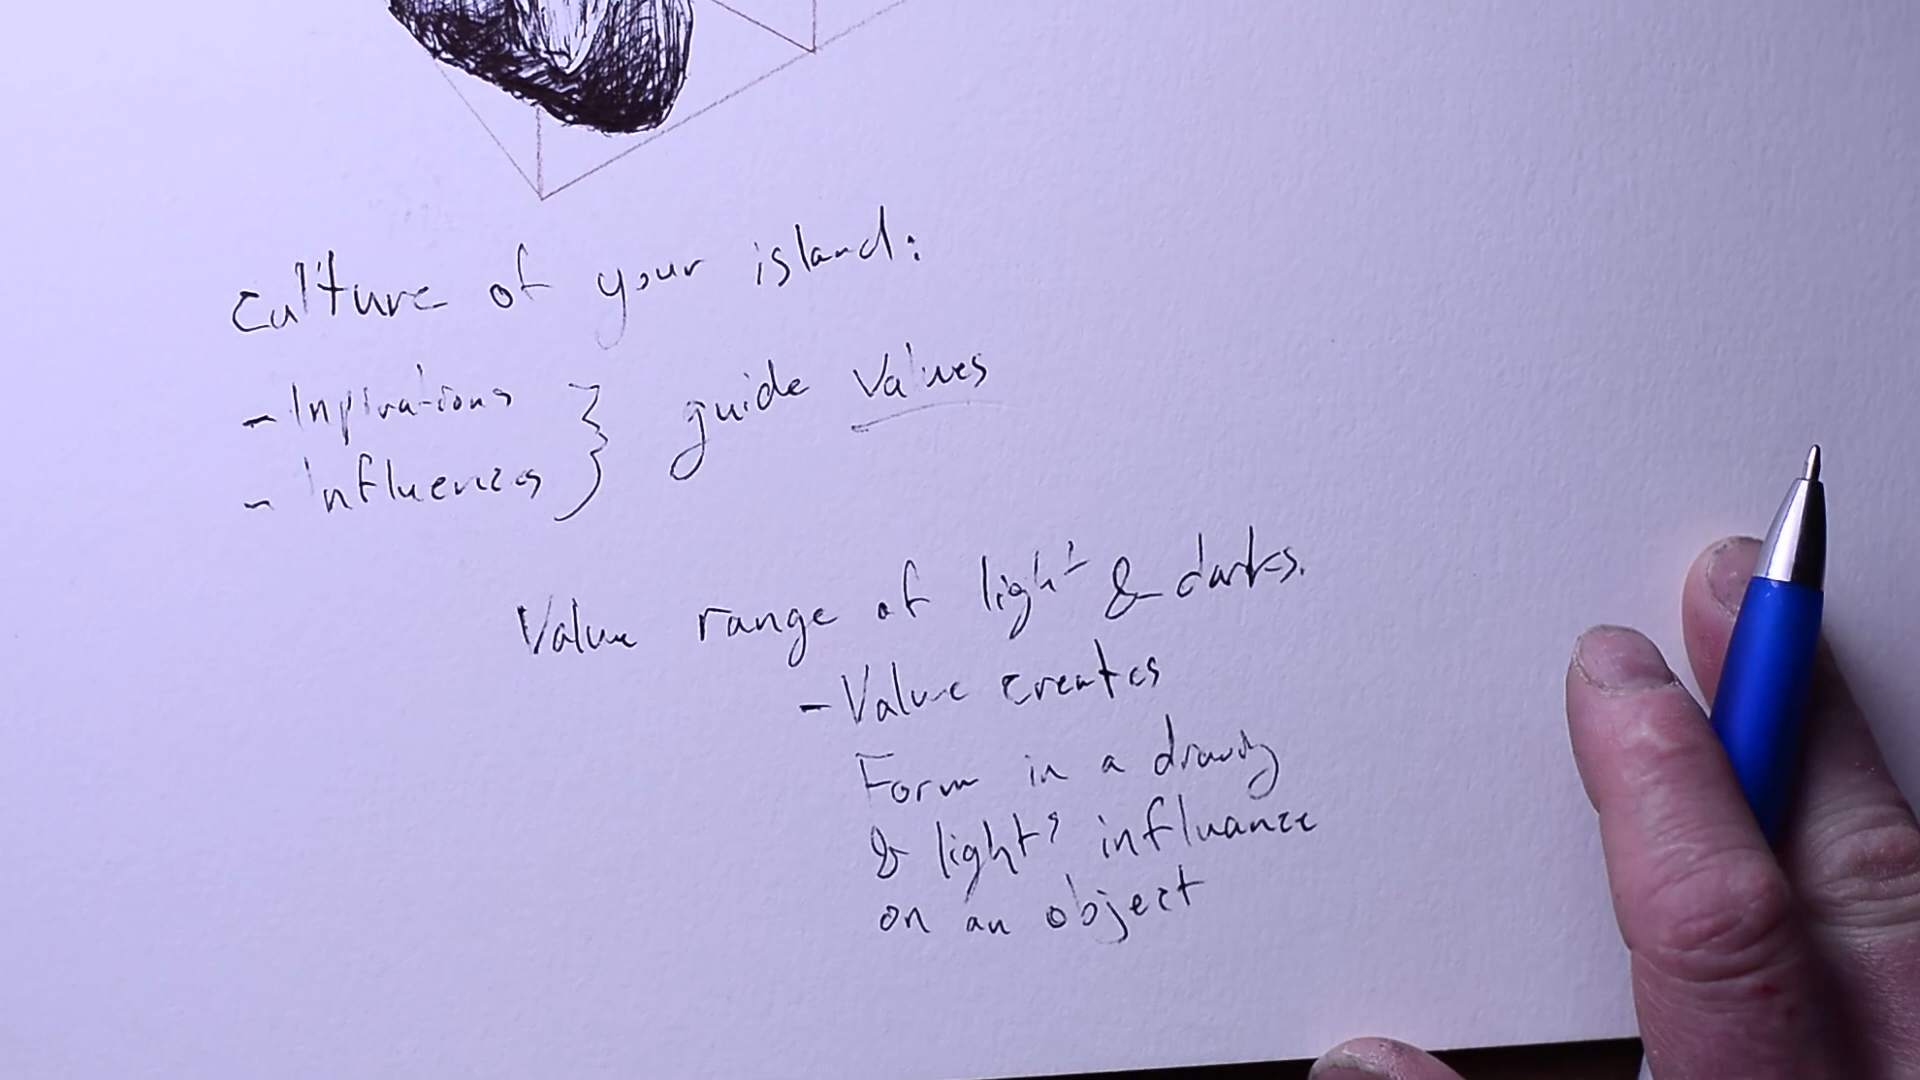 Culture of your island:
- Inpirations } guide values
- Influences
Value range of light & darks.
- Value creates
Form in a drawing
& light's influance
on an object